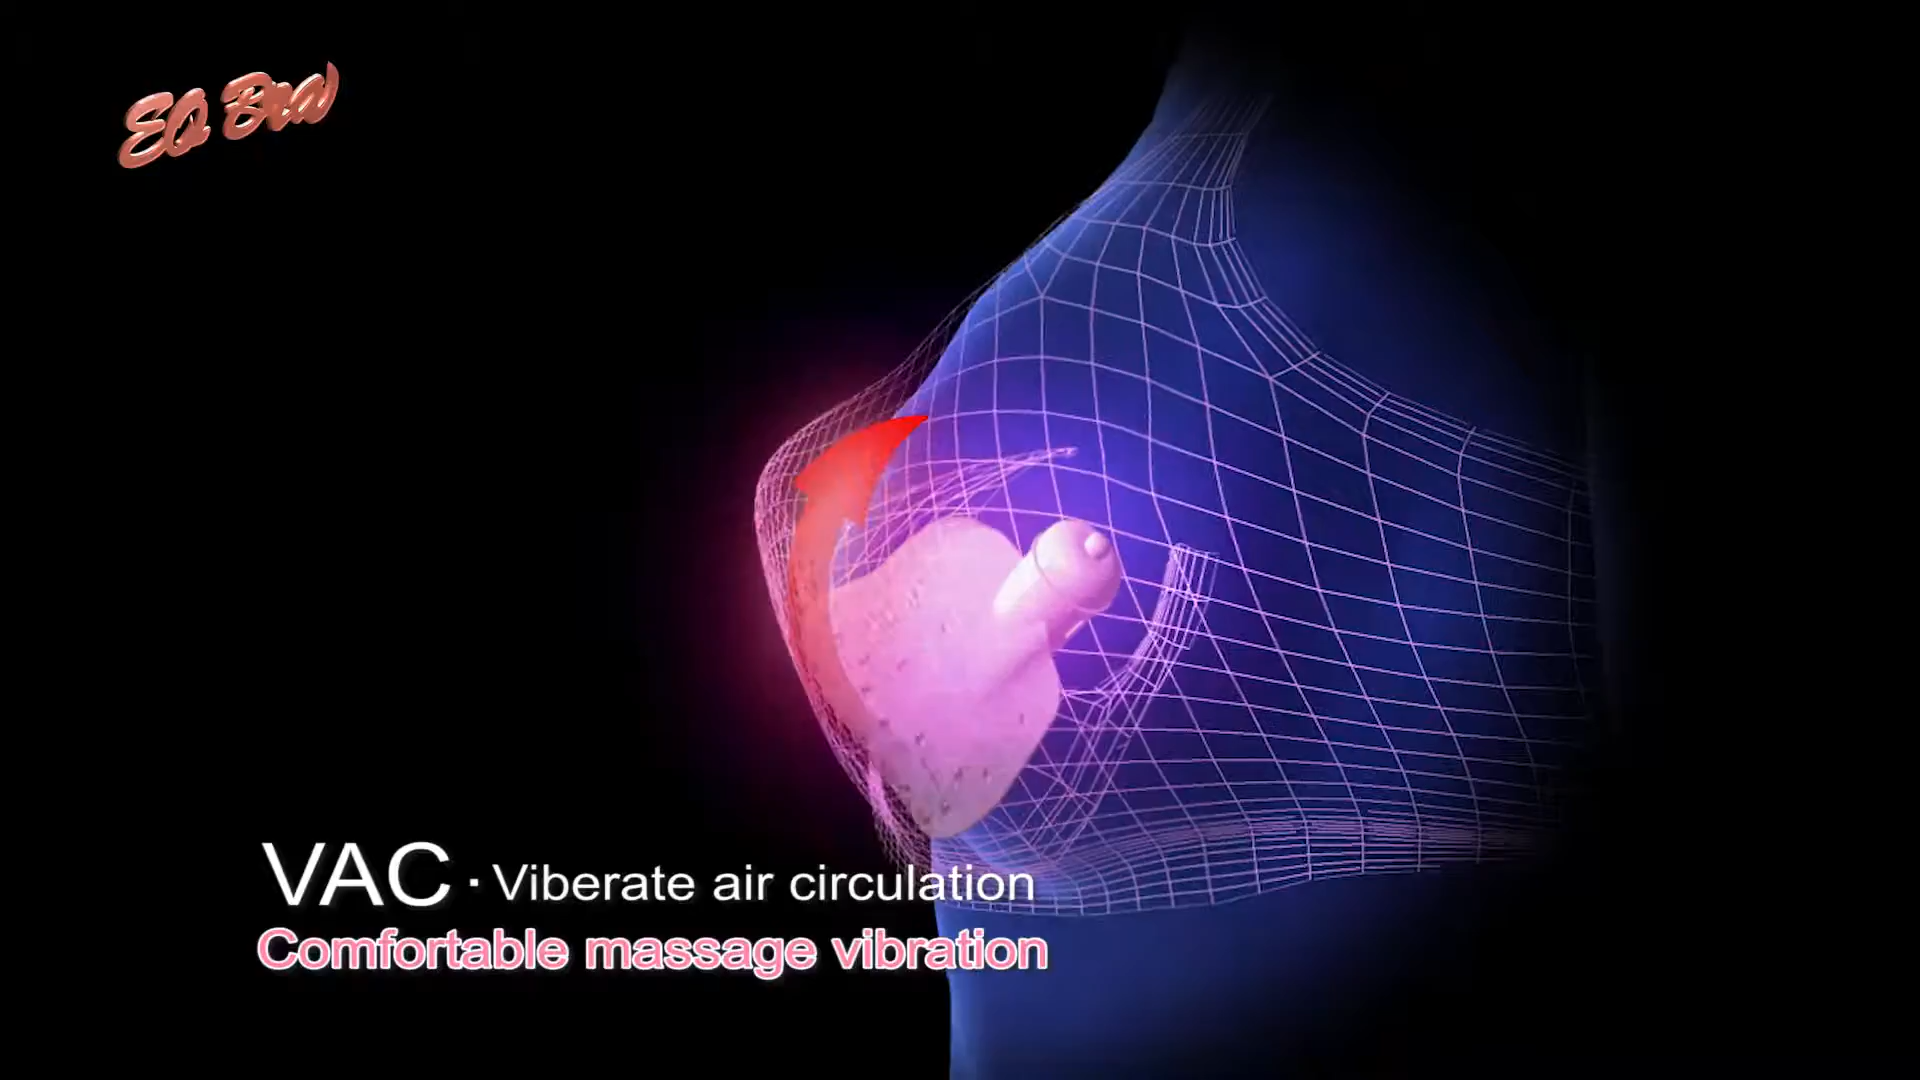 EQ Bra
VAC · Viberate air circulation
Comfortable massage vibration